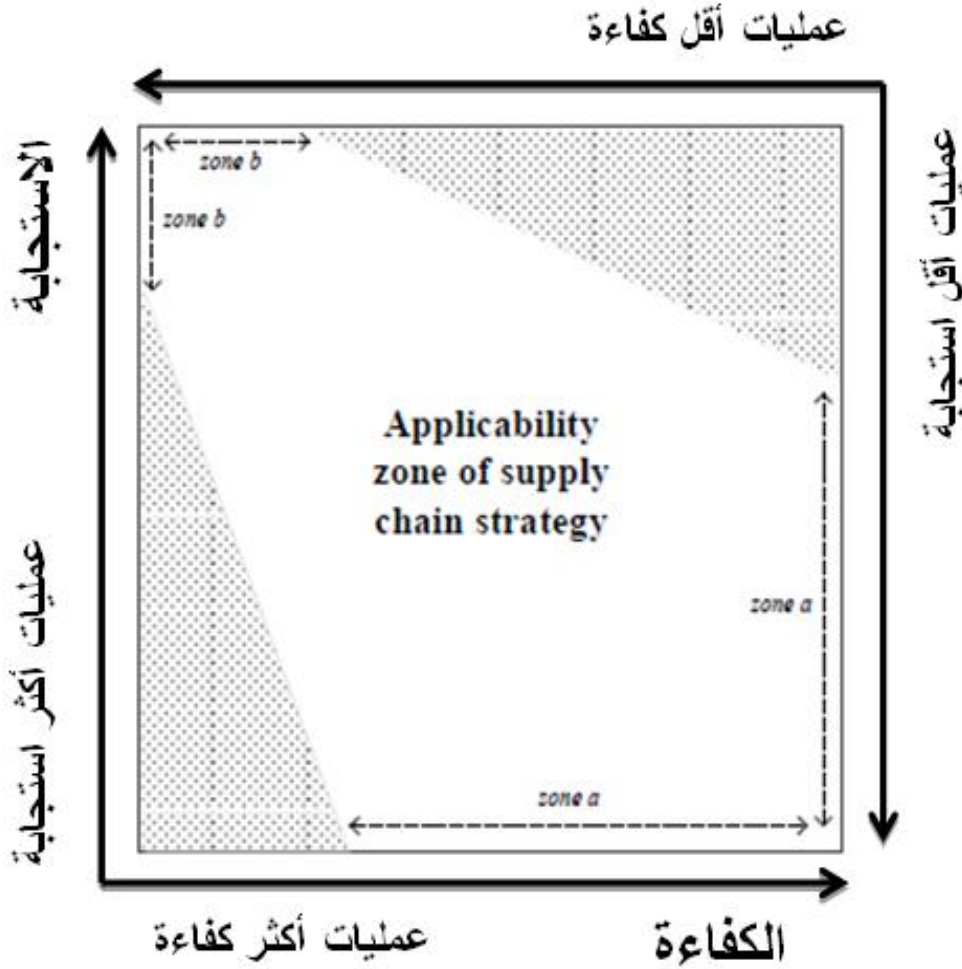 عمليات أقل كفاءة
الاستجابة
zone b
zone b
عمليات أقل استجابة
Applicability
zone of supply
chain strategy
zone a
عمليات أكثر استجابة
zone a
عمليات أكثر كفاءة
الكفاءة